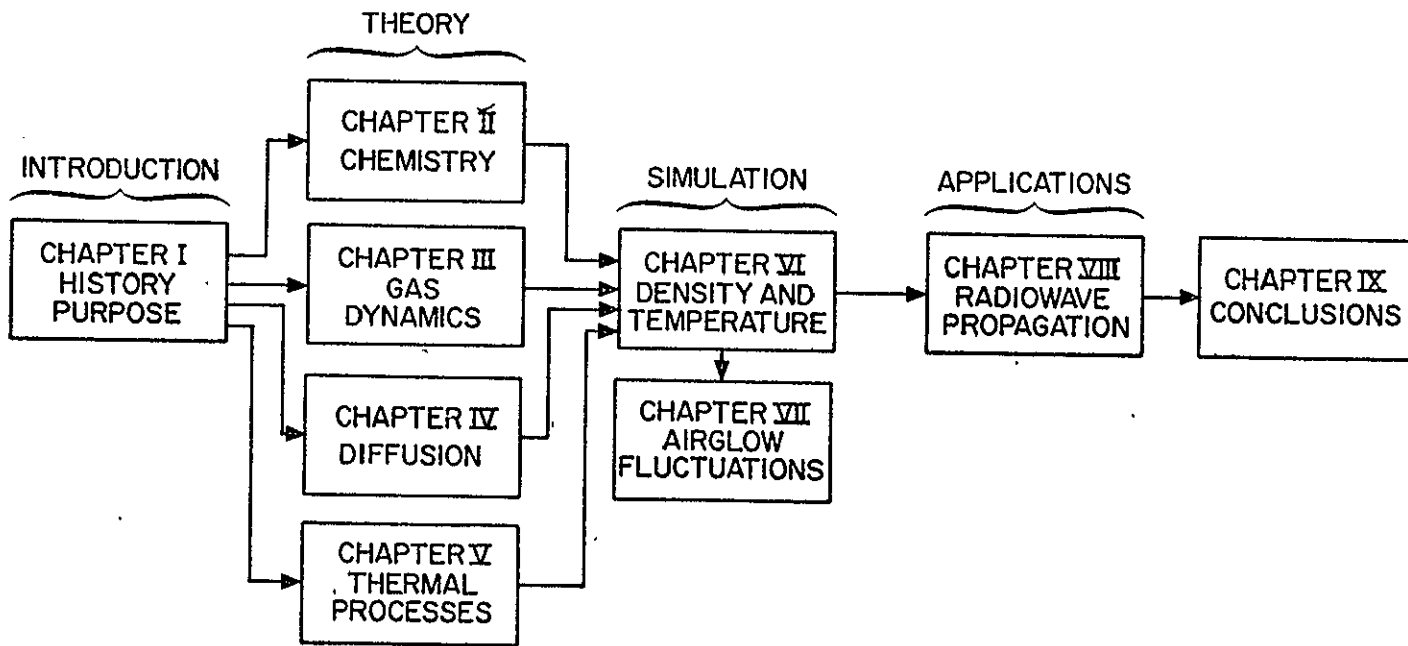 THEORY
CHAPTER II
CHEMISTRY
INTRODUCTION
CHAPTER I
HISTORY
PURPOSE
CHAPTER III
GAS
DYNAMICS
CHAPTER IV
DIFFUSION
CHAPTER V
THERMAL
PROCESSES
SIMULATION
CHAPTER VI
DENSITY AND
TEMPERATURE
CHAPTER VII
AIRGLOW
FLUCTUATIONS
APPLICATIONS
CHAPTER VIII
RADIOWAVE
PROPAGATION
CHAPTER IX
CONCLUSIONS